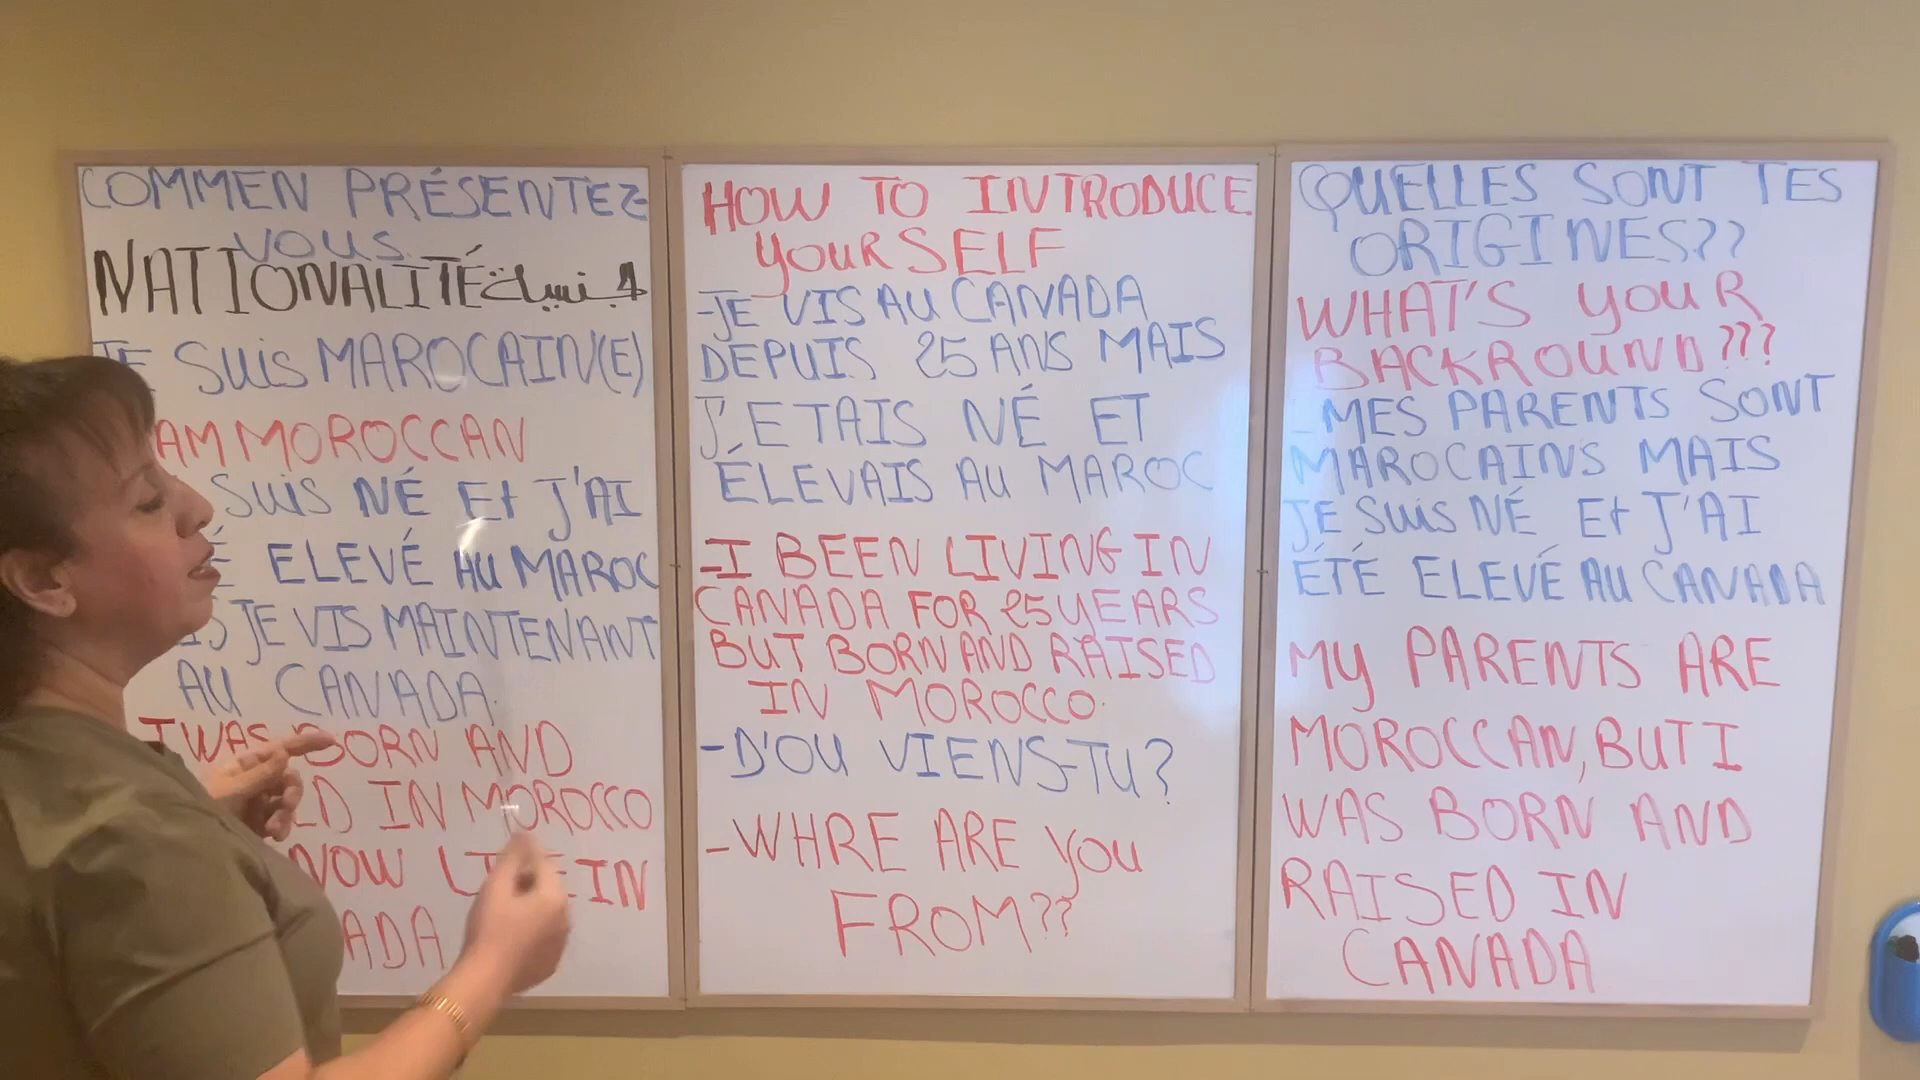 COMMEN PRÉSENTEZ-
VOUS
NATIONALITÉ
JE SUIS MAROCAIN(E)
AM MOROCCAN
SUIS NÉ Et J'AI
É ELEVÉ AU MAROC
IS JE VIS MAINTENANT
AU CANADA.
I WAS BORN AND
ED IN MOROCCO
NOW LIVE IN
ADA
HOW TO INTRODUCE
YOURSELF
-JE VIS AU CANADA
DEPUIS 25 ANS MAIS
J'ETAIS NÉ ET
ÉLEVAIS AU MAROC
-I BEEN LIVING IN
CANADA FOR 25 YEARS
BUT BORN AND RAISED
IN MOROCCO.
-D'OU VIENS-TU?
-WHRE ARE YOU
FROM??
QUELLES SONT TES
ORIGINES??
WHAT'S YOUR
BACKROUND???
-MES PARENTS SONT
MAROCAINS MAIS
JE SUIS NÉ Et J'AI
ÉTÉ ELEVÉ AU CANADA
MY PARENTS ARE
MOROCCAN, BUT I
WAS BORN AND
RAISED IN
CANADA